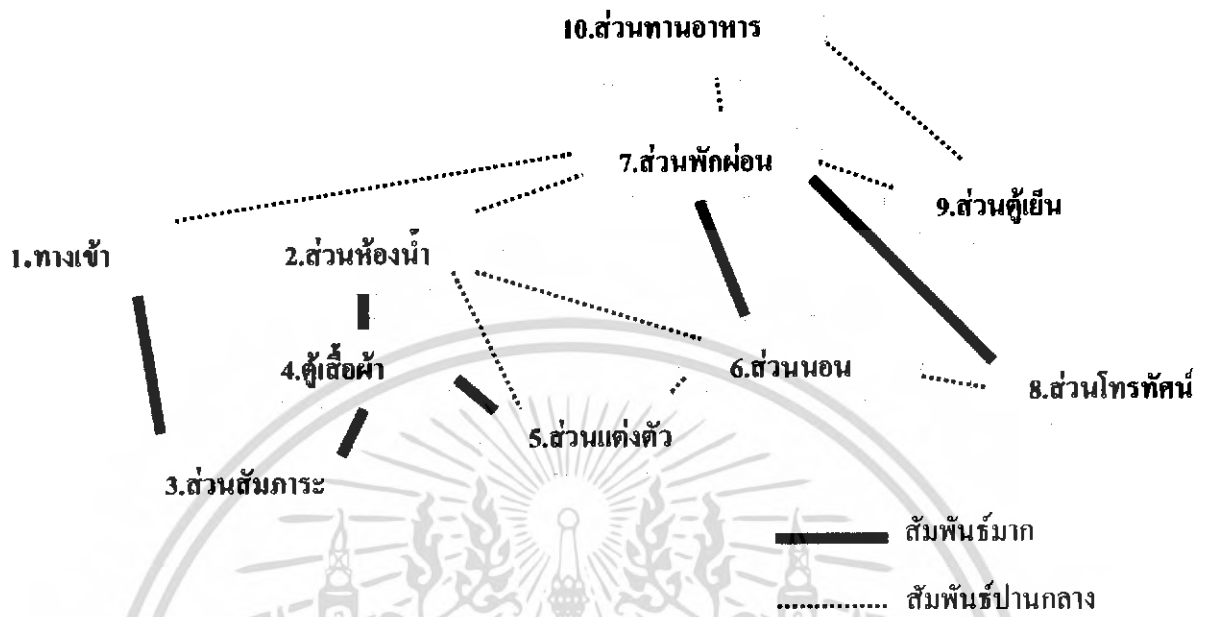 10.ส่วนทานอาหาร
7.ส่วนพักผ่อน
9.ส่วนตู้เย็น
1.ทางเข้า
2.ส่วนห้องน้ำ
4.ตู้เสื้อผ้า
6.ส่วนนอน
8.ส่วนโทรทัศน์
5.ส่วนแต่งตัว
3.ส่วนสัมภาระ
สัมพันธ์มาก
สัมพันธ์ปานกลาง